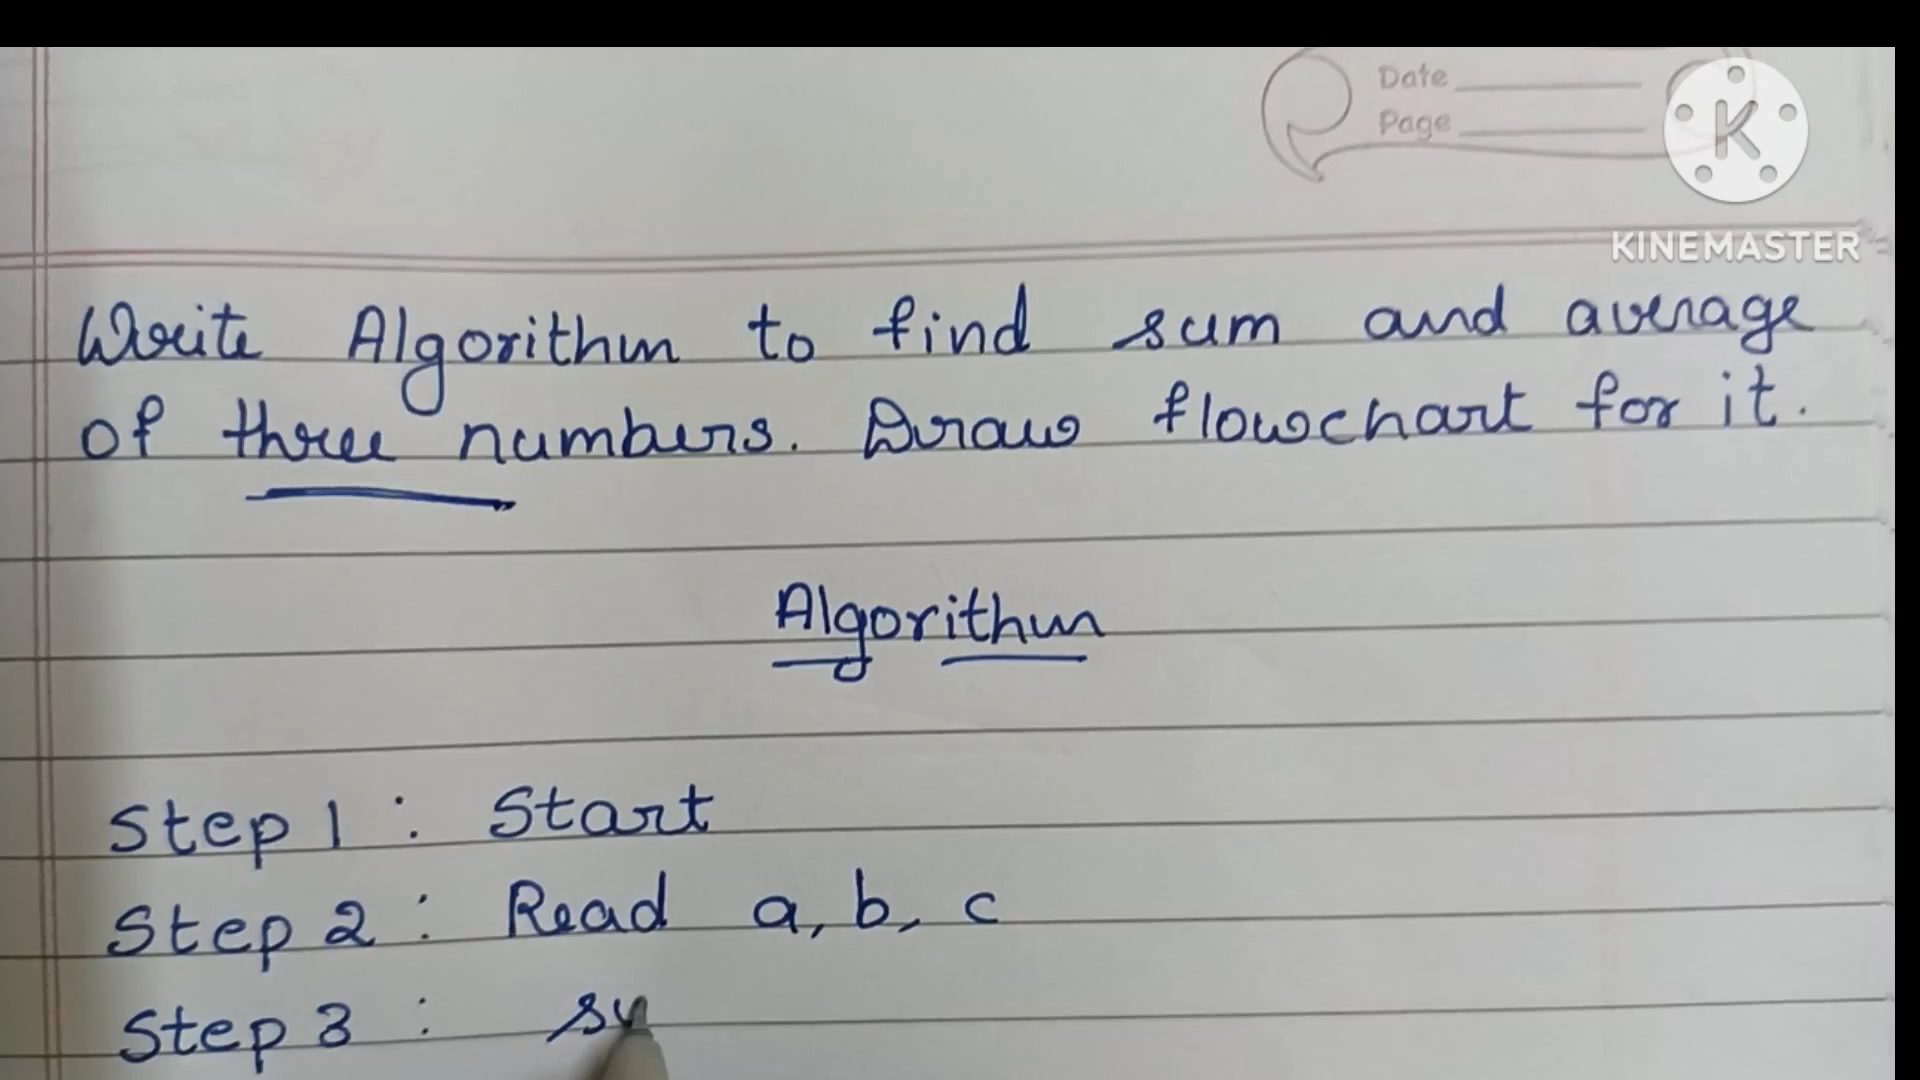 Date
Page
KINEMASTER
Write Algorithm to find sum and average
of three numbers. Draw flowchart for it.
Algorithm
Step 1 : Start
Step 2 : Read a, b, c
Step 3 : su